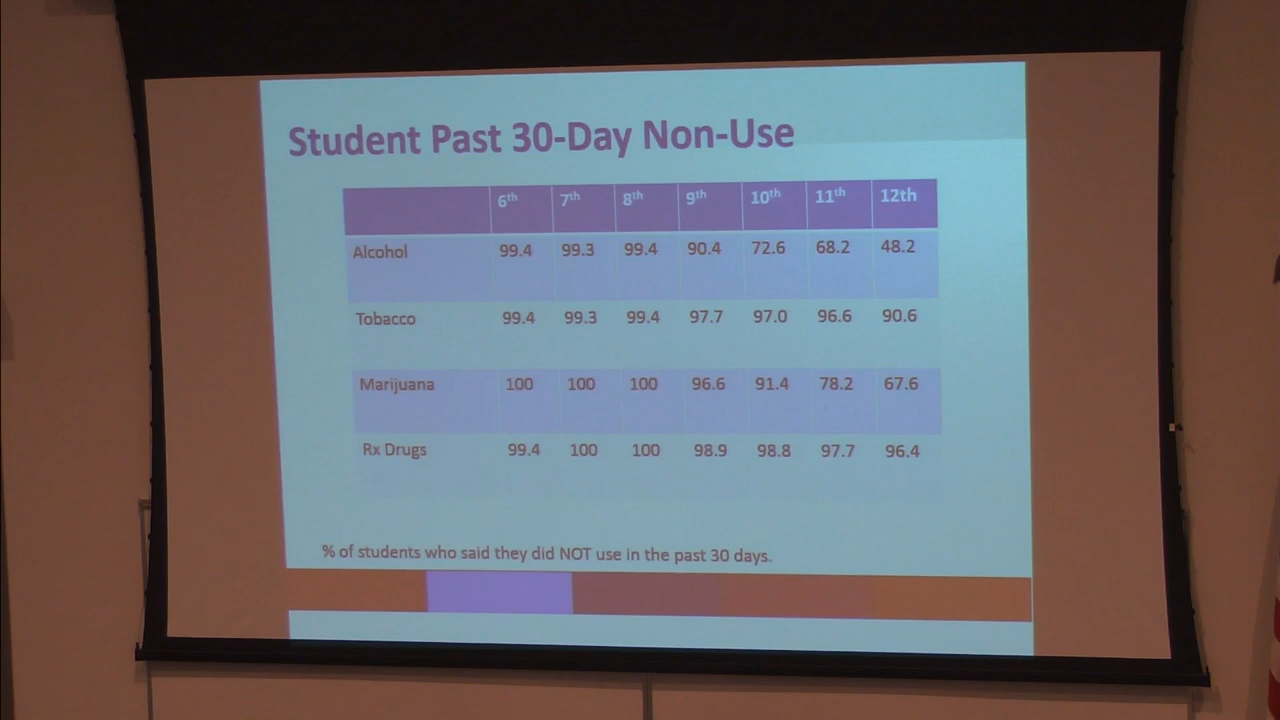 Student Past 30-Day Non-Use
6th 7th 8th 9th 10th 11th 12th
Alcohol 99.4 99.3 99.4 90.4 72.6 68.2 48.2
Tobacco 99.4 99.3 99.4 97.7 97.0 96.6 90.6
Marijuana 100 100 100 96.6 91.4 78.2 67.6
Rx Drugs 99.4 100 100 98.9 98.8 97.7 96.4
% of students who said they did NOT use in the past 30 days.